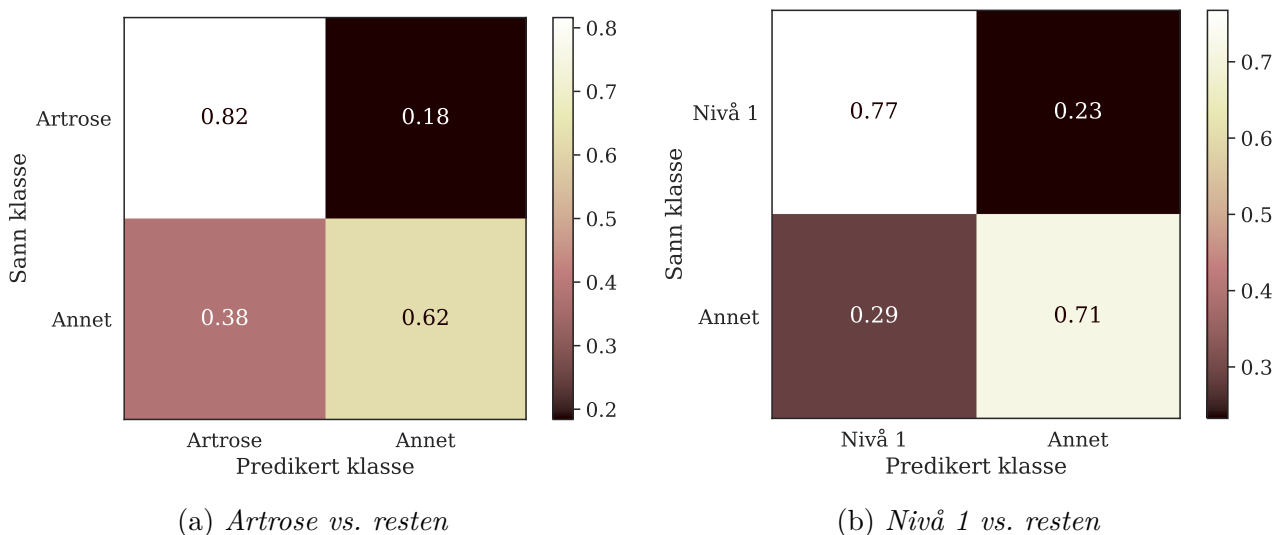 Sann klasse
Artrose
Annet
0.82
0.18
0.38
0.62
Artrose
Annet
Predikert klasse
0.8
0.7
0.6
0.5
0.4
0.3
0.2
(a) Artrose vs. resten
Sann klasse
Nivå 1
Annet
0.77
0.23
0.29
0.71
Nivå 1
Annet
Predikert klasse
0.7
0.6
0.5
0.4
0.3
(b) Nivå 1 vs. resten